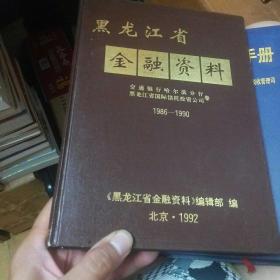 黑龙江省
金融资料
交通银行哈尔滨分行
黑龙江省国际信托投资公司
卷
1986—1990
《黑龙江省金融资料》编辑部 编
北京·1992
手册